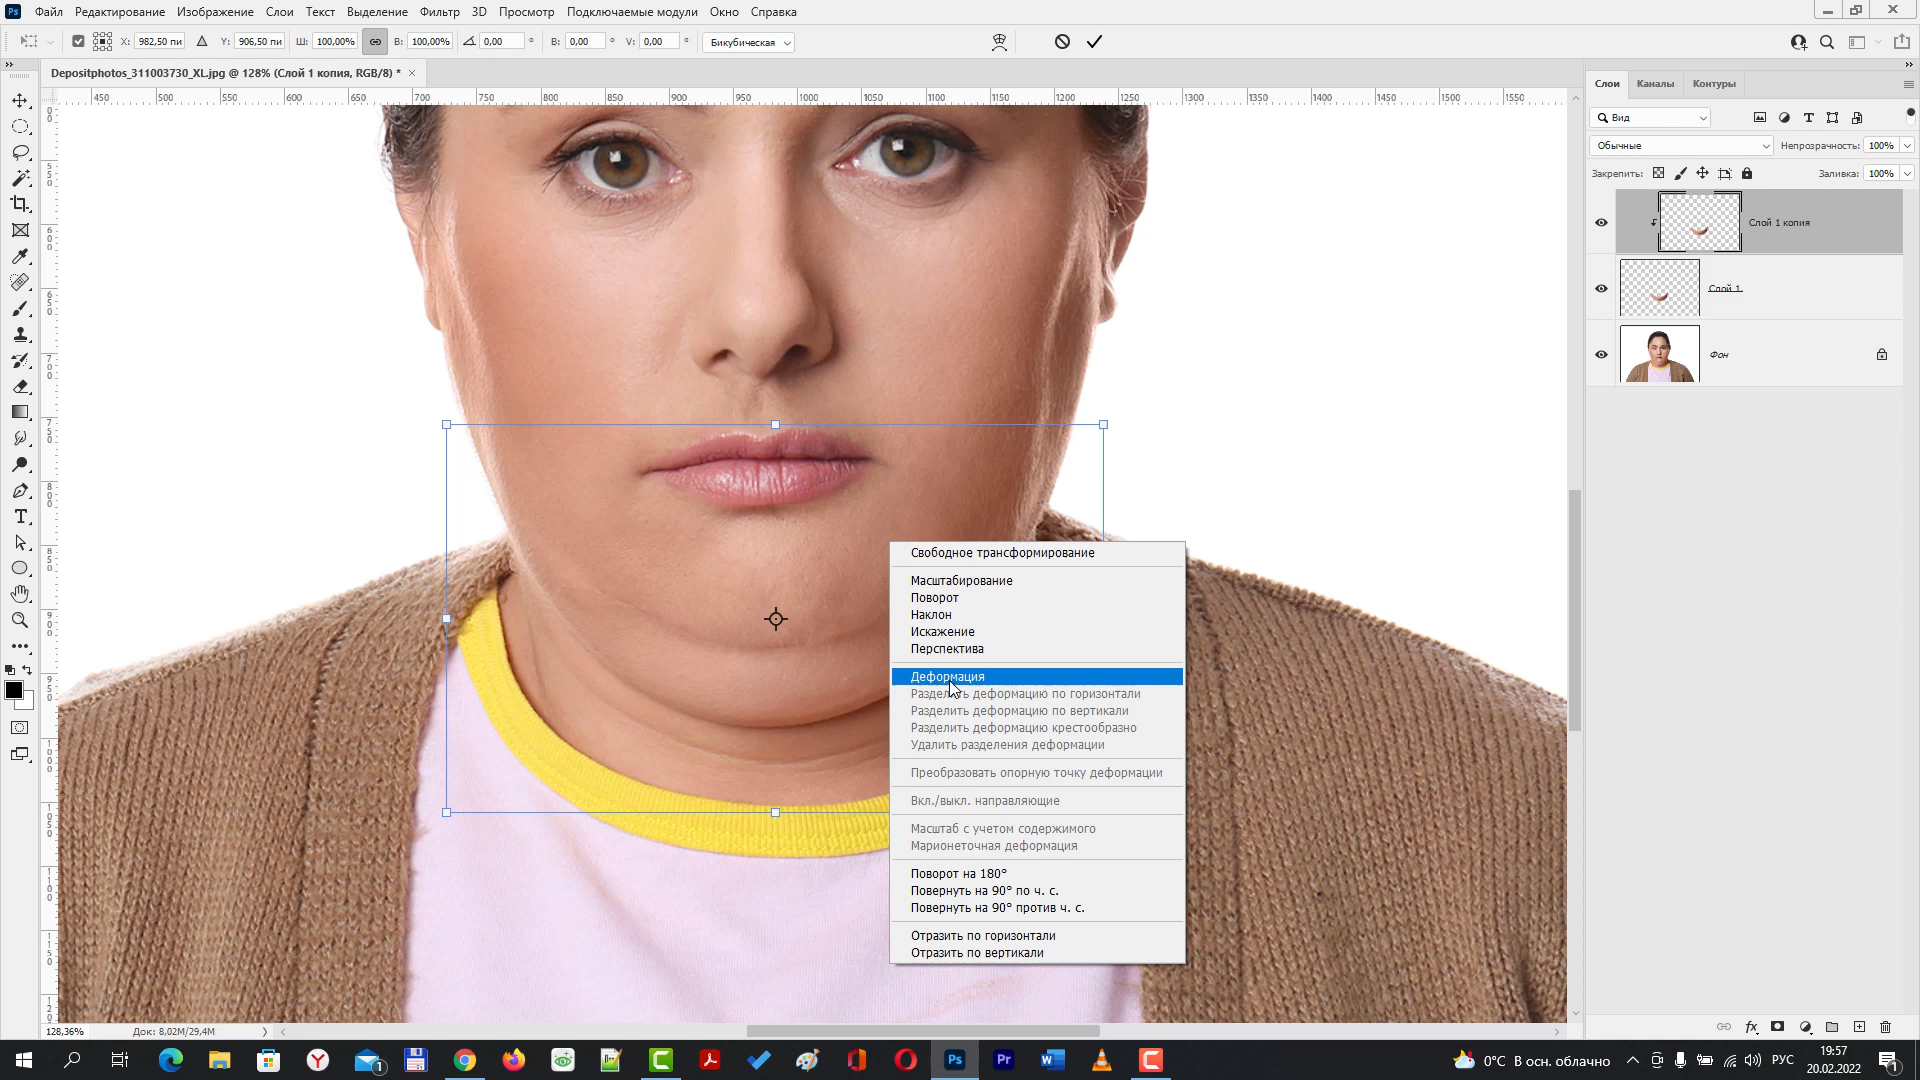 Ps Файл Редактирование Изображение Слои Текст Выделение Фильтр 3D Просмотр Подключаемые модули Окно Справка
X: 982,50 пи Y: 906,50 пи Ш: 100,00% В: 100,00% 0,00 ° В: 0,00 ° V: 0,00 ° Бикубическая
Depositphotos_311003730_XL.jpg @ 128% (Слой 1 копия, RGB/8) *
450 500 550 600 650 700 750 800 850 900 950 1000 1050 1100 1150 1200 1250 1300 1350 1400 1450 1500 1550
Слои Каналы Контуры
Вид
Обычные Непрозрачность: 100%
Закрепить: Заливка: 100%
Слой 1 копия
Слой 1
Фон
Свободное трансформирование
Масштабирование
Поворот
Наклон
Искажение
Перспектива
Деформация
Разделить деформацию по горизонтали
Разделить деформацию по вертикали
Разделить деформацию крестообразно
Удалить разделения деформации
Преобразовать опорную точку деформации
Вкл./выкл. направляющие
Масштаб с учетом содержимого
Марионеточная деформация
Поворот на 180°
Повернуть на 90° по ч. с.
Повернуть на 90° против ч. с.
Отразить по горизонтали
Отразить по вертикали
128,36% Док: 8,02M/29,4M
0°C В осн. облачно РУС 19:57
20.02.2022